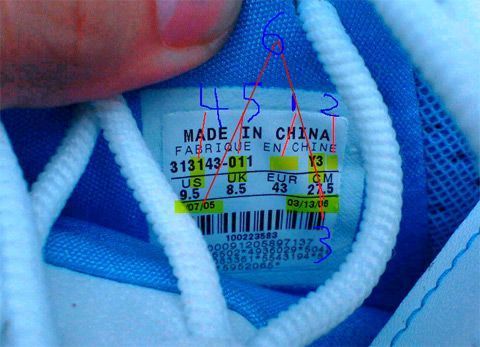 6
4 5 1 2
MADE IN CHINA
FABRIQUE EN CHINE
313143-011 Y3
US UK EUR CM
9.5 8.5 43 27.5
/07/05 03/13/06
100223583
00091205897137
3